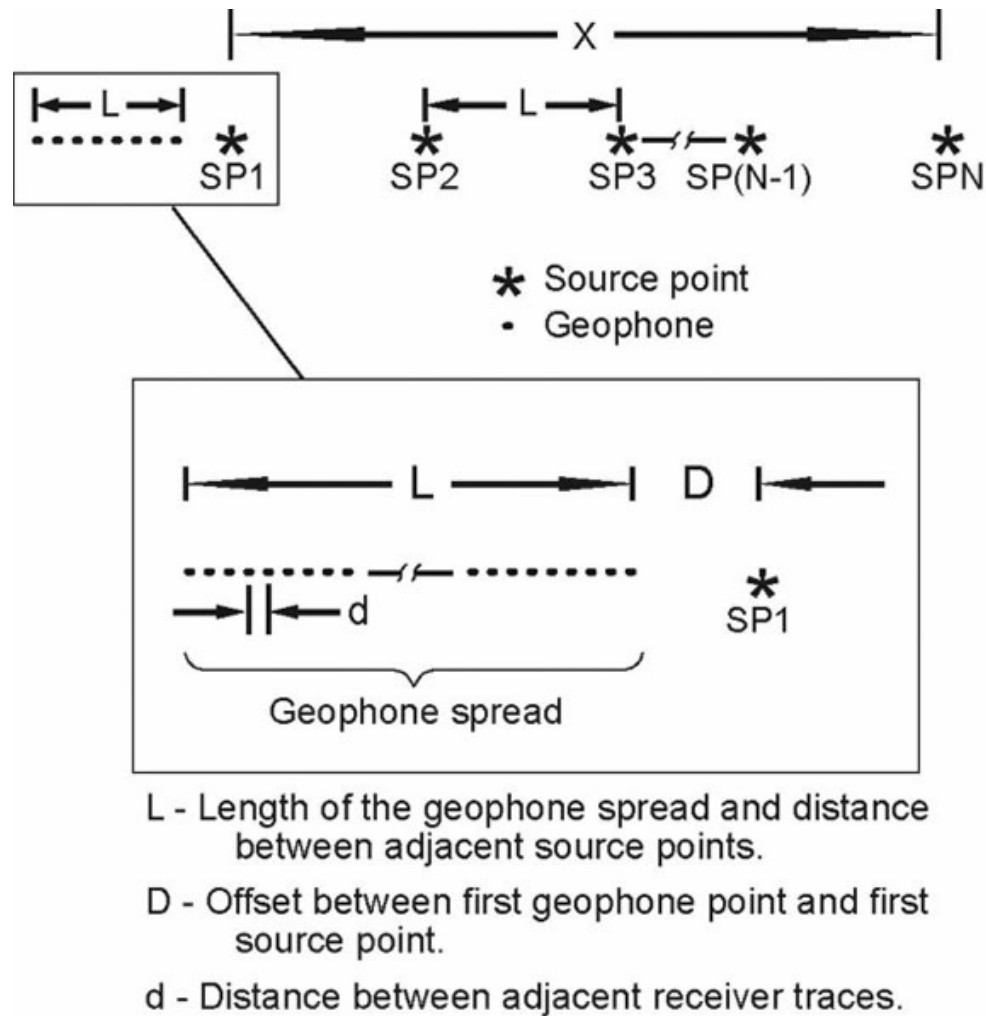 X
L
L
SP1
SP2
SP3
SP(N-1)
SPN
* Source point
Geophone
L
D
d
SP1
Geophone spread
L - Length of the geophone spread and distance
between adjacent source points.
D - Offset between first geophone point and first
source point.
d - Distance between adjacent receiver traces.